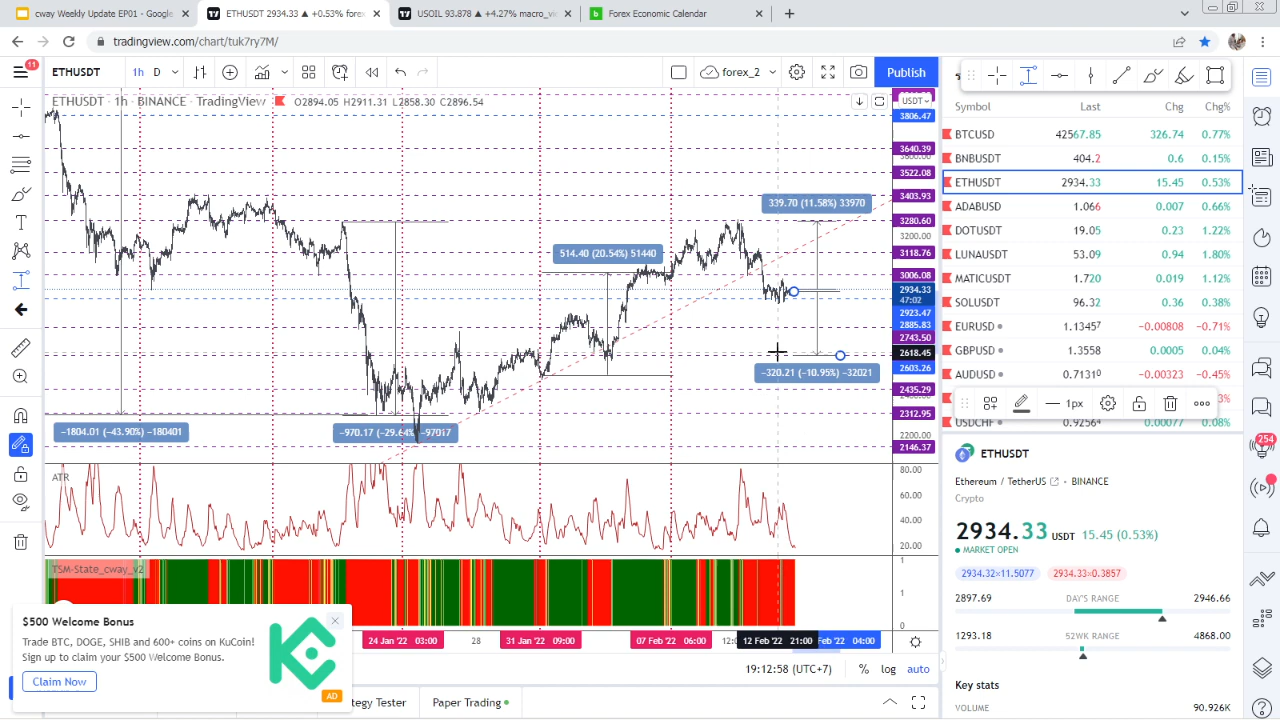 cway Weekly Update EP01 - Google
ETHUSDT 2934.33 ▲ +0.53% forex
USOIL 93.878 ▲ +4.27% macro_vi
Forex Economic Calendar
tradingview.com/chart/tuk7ry7M/
11
ETHUSDT
1h D
forex_2
Publish
ETHUSDT · 1h · BINANCE · TradingView O2894.05 H2911.31 L2858.30 C2896.54
USDT
3806.47
3640.39
3600.00
3522.08
3403.93
3280.60
3200.00
3118.76
3006.08
2934.33
47:02
2923.47
2885.83
2743.50
2618.45
2603.26
2435.29
2312.95
2200.00
2146.37
339.70 (11.58%) 33970
514.40 (20.54%) 51440
−320.21 (−10.95%) −32021
−1804.01 (−43.90%) −180401
−970.17 (−29.64%) −97017
ATR
80.00
60.00
40.00
20.00
TSM-State_cway_v2
1
1
0
24 Jan '22 03:00
28
31 Jan '22 09:00
07 Feb '22 06:00
12 Feb '22 21:00
Feb '22 04:00
19:12:58 (UTC+7)
% log auto
tegy Tester
Paper Trading
$500 Welcome Bonus
Trade BTC, DOGE, SHIB and 600+ coins on KuCoin!
Sign up to claim your $500 Welcome Bonus.
Claim Now
AD
Symbol Last Chg Chg%
BTCUSD 42567.85 326.74 0.77%
BNBUSDT 404.2 0.6 0.15%
ETHUSDT 2934.33 15.45 0.53%
ADABUSD 1.066 0.007 0.66%
DOTUSDT 19.05 0.23 1.22%
LUNAUSDT 53.09 0.94 1.80%
MATICUSDT 1.720 0.019 1.12%
SOLUSDT 96.32 0.36 0.38%
EURUSD 1.13457 −0.00808 −0.71%
GBPUSD 1.3558 0.0005 0.04%
AUDUSD 0.71310 −0.00323 −0.45%
1px
USDCHF 0.92564 0.00077 0.08%
ETHUSDT
Ethereum / TetherUS · BINANCE
Crypto
2934.33 USDT 15.45 (0.53%)
MARKET OPEN
2934.32×11.5077 2934.33×0.3857
2897.69 DAY'S RANGE 2946.66
1293.18 52WK RANGE 4868.00
Key stats
VOLUME 90.926K
254